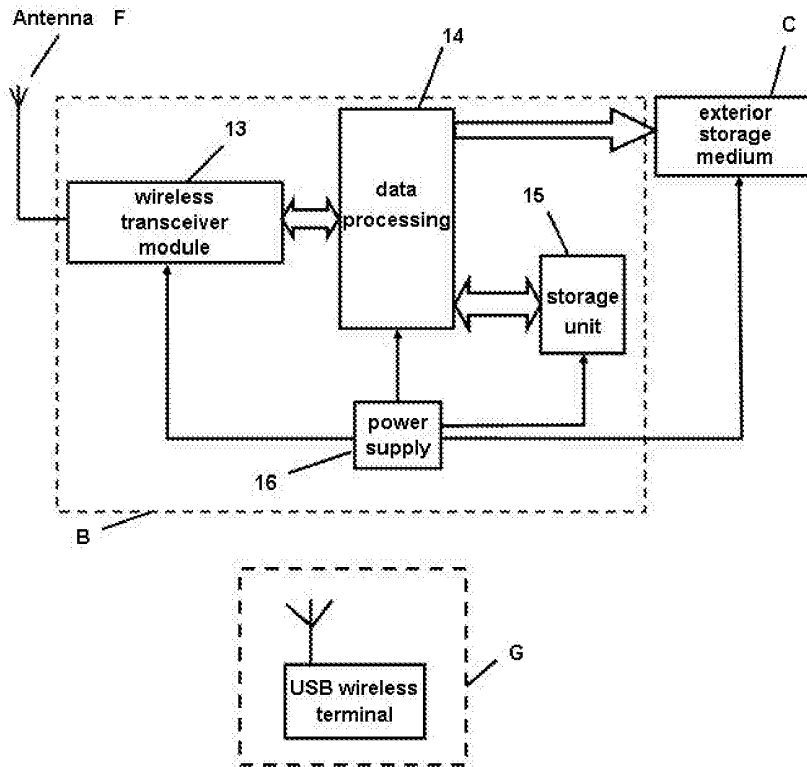 Antenna F
14
C
13
exterior
storage
medium
wireless
transceiver
module
data
processing
15
storage
unit
power
supply
16
B
G
USB wireless
terminal